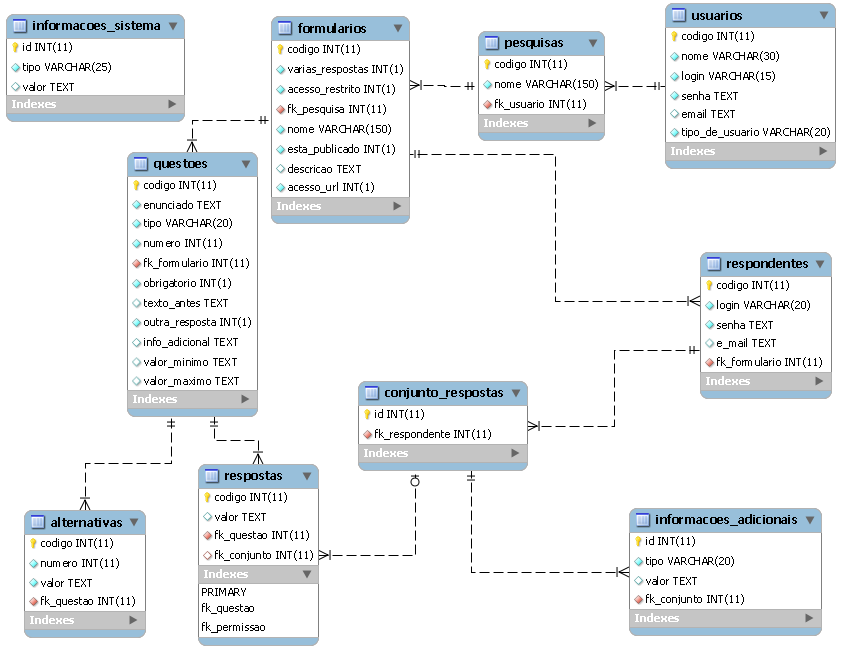 informacoes_sistema
id INT(11)
tipo VARCHAR(25)
valor TEXT
Indexes
formularios
codigo INT(11)
varias_respostas INT(1)
acesso_restrito INT(1)
fk_pesquisa INT(11)
nome VARCHAR(150)
esta_publicado INT(1)
descricao TEXT
acesso_url INT(1)
Indexes
pesquisas
codigo INT(11)
nome VARCHAR(150)
fk_usuario INT(11)
Indexes
usuarios
codigo INT(11)
nome VARCHAR(30)
login VARCHAR(15)
senha TEXT
email TEXT
tipo_de_usuario VARCHAR(20)
Indexes
questoes
codigo INT(11)
enunciado TEXT
tipo VARCHAR(20)
numero INT(11)
fk_formulario INT(11)
obrigatorio INT(1)
texto_antes TEXT
outra_resposta INT(1)
info_adicional TEXT
valor_minimo TEXT
valor_maximo TEXT
Indexes
respondentes
codigo INT(11)
login VARCHAR(20)
senha TEXT
e_mail TEXT
fk_formulario INT(11)
Indexes
conjunto_respostas
id INT(11)
fk_respondente INT(11)
Indexes
respostas
codigo INT(11)
valor TEXT
fk_questao INT(11)
fk_conjunto INT(11)
Indexes
PRIMARY
fk_questao
fk_permissao
alternativas
codigo INT(11)
numero INT(11)
valor TEXT
fk_questao INT(11)
Indexes
informacoes_adicionais
id INT(11)
tipo VARCHAR(20)
valor TEXT
fk_conjunto INT(11)
Indexes